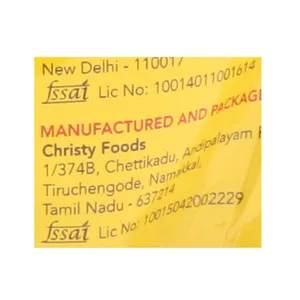 New Delhi - 110017
fssai Lic No: 10014011001614
MANUFACTURED AND PACKAGE
Christy Foods
1/374B, Chettikadu, Andipalayam P
Tiruchengode, Namakkal,
Tamil Nadu - 637214
fssai Lic No: 10015042002229